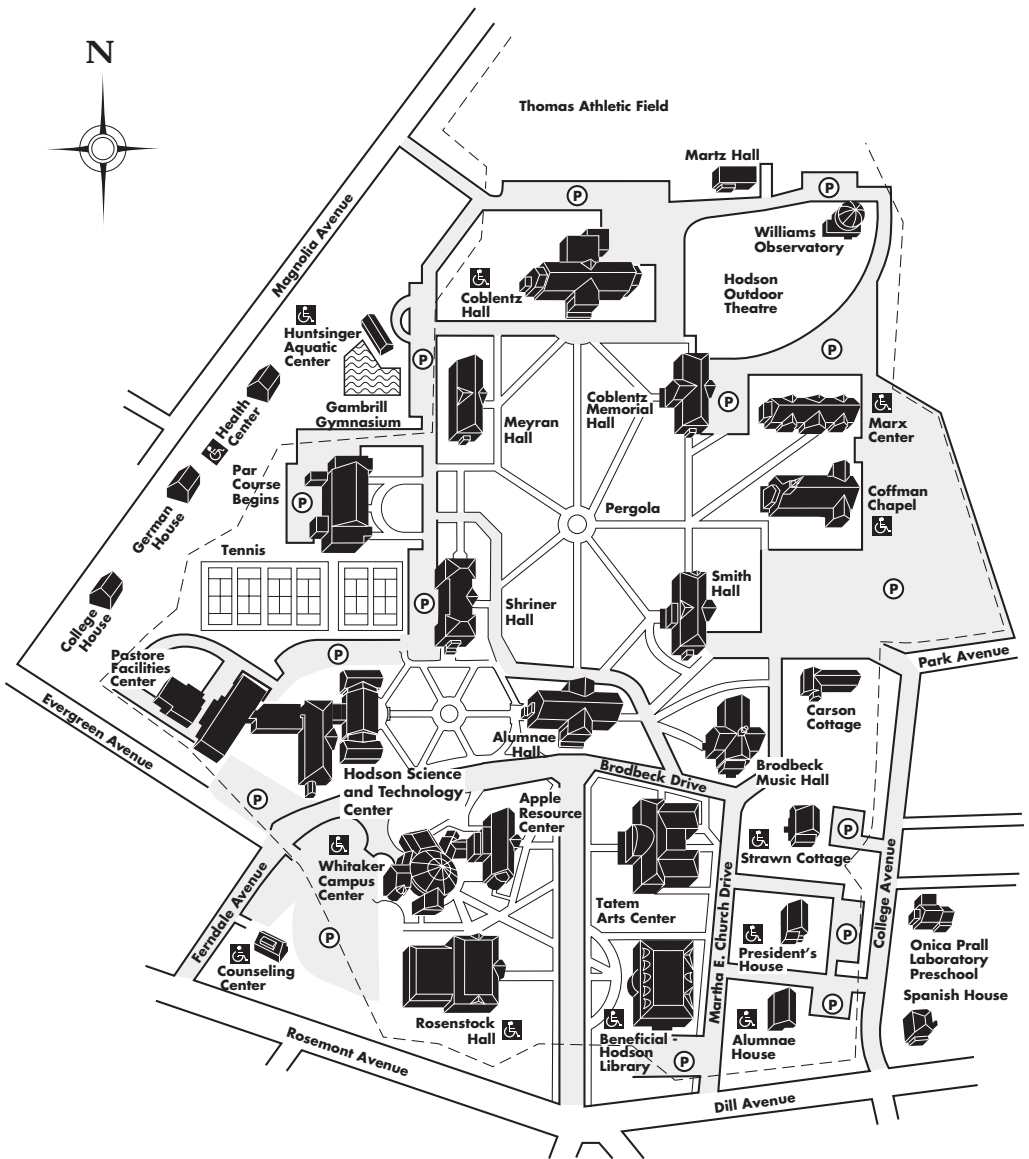 N
Thomas Athletic Field
Martz Hall
P
P
Williams
Observatory
Magnolia Avenue
Hodson
Outdoor
Theatre
Coblentz
Hall
Huntsinger
Aquatic
Center
P
P
Health
Center
Gambrill
Gymnasium
Meyran
Hall
Coblentz
Memorial
Hall
P
Marx
Center
Par
Course
Begins
P
German
House
Pergola
Coffman
Chapel
Tennis
College
House
P
Shriner
Hall
Smith
Hall
P
Pastore
Facilities
Center
P
Park Avenue
Evergreen Avenue
Carson
Cottage
Alumnae
Hall
Brodbeck
Music Hall
Brodbeck Drive
Hodson Science
and Technology
Center
P
Apple
Resource
Center
P
Strawn Cottage
Whitaker
Campus
Center
Ferndale Avenue
Tatem
Arts Center
Martha E. Church Drive
College Avenue
P
P
President's
House
Onica Prall
Laboratory
Preschool
Counseling
Center
Spanish House
P
Rosenstock
Hall
Beneficial -
Hodson
Library
P
Alumnae
House
Rosemont Avenue
Dill Avenue